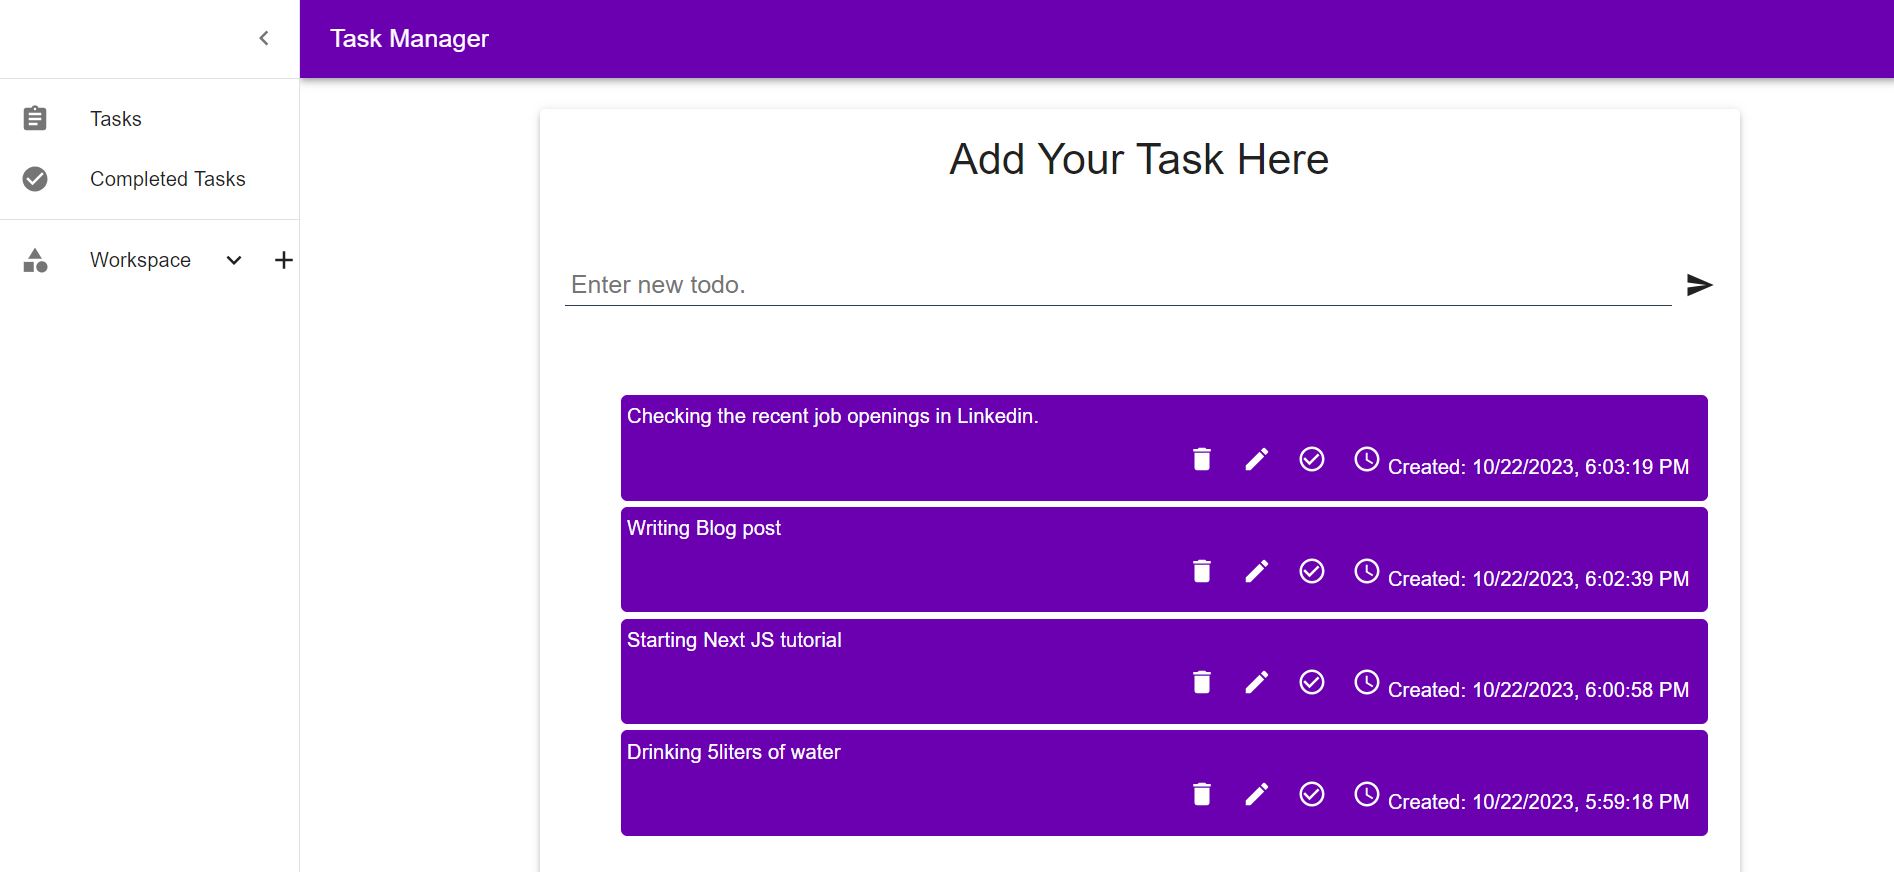 Task Manager
Tasks
Completed Tasks
Workspace
Add Your Task Here
Enter new todo.
Checking the recent job openings in Linkedin.
Created: 10/22/2023, 6:03:19 PM
Writing Blog post
Created: 10/22/2023, 6:02:39 PM
Starting Next JS tutorial
Created: 10/22/2023, 6:00:58 PM
Drinking 5liters of water
Created: 10/22/2023, 5:59:18 PM